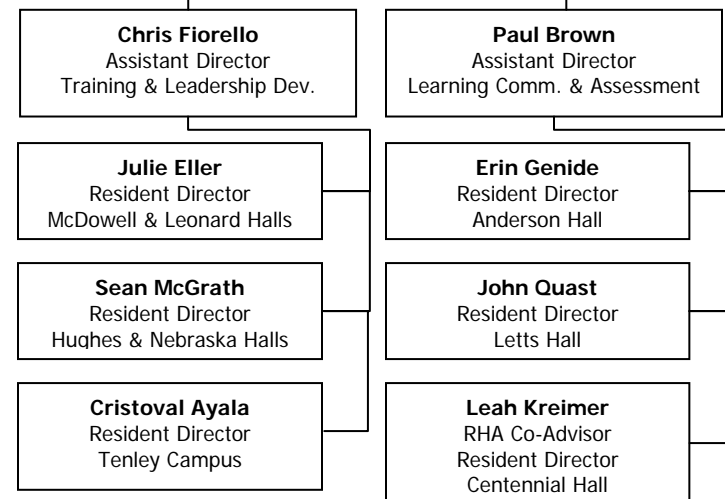 Chris Fiorello
Assistant Director
Training & Leadership Dev.
Paul Brown
Assistant Director
Learning Comm. & Assessment
Julie Eller
Resident Director
McDowell & Leonard Halls
Erin Genide
Resident Director
Anderson Hall
Sean McGrath
Resident Director
Hughes & Nebraska Halls
John Quast
Resident Director
Letts Hall
Cristoval Ayala
Resident Director
Tenley Campus
Leah Kreimer
RHA Co-Advisor
Resident Director
Centennial Hall